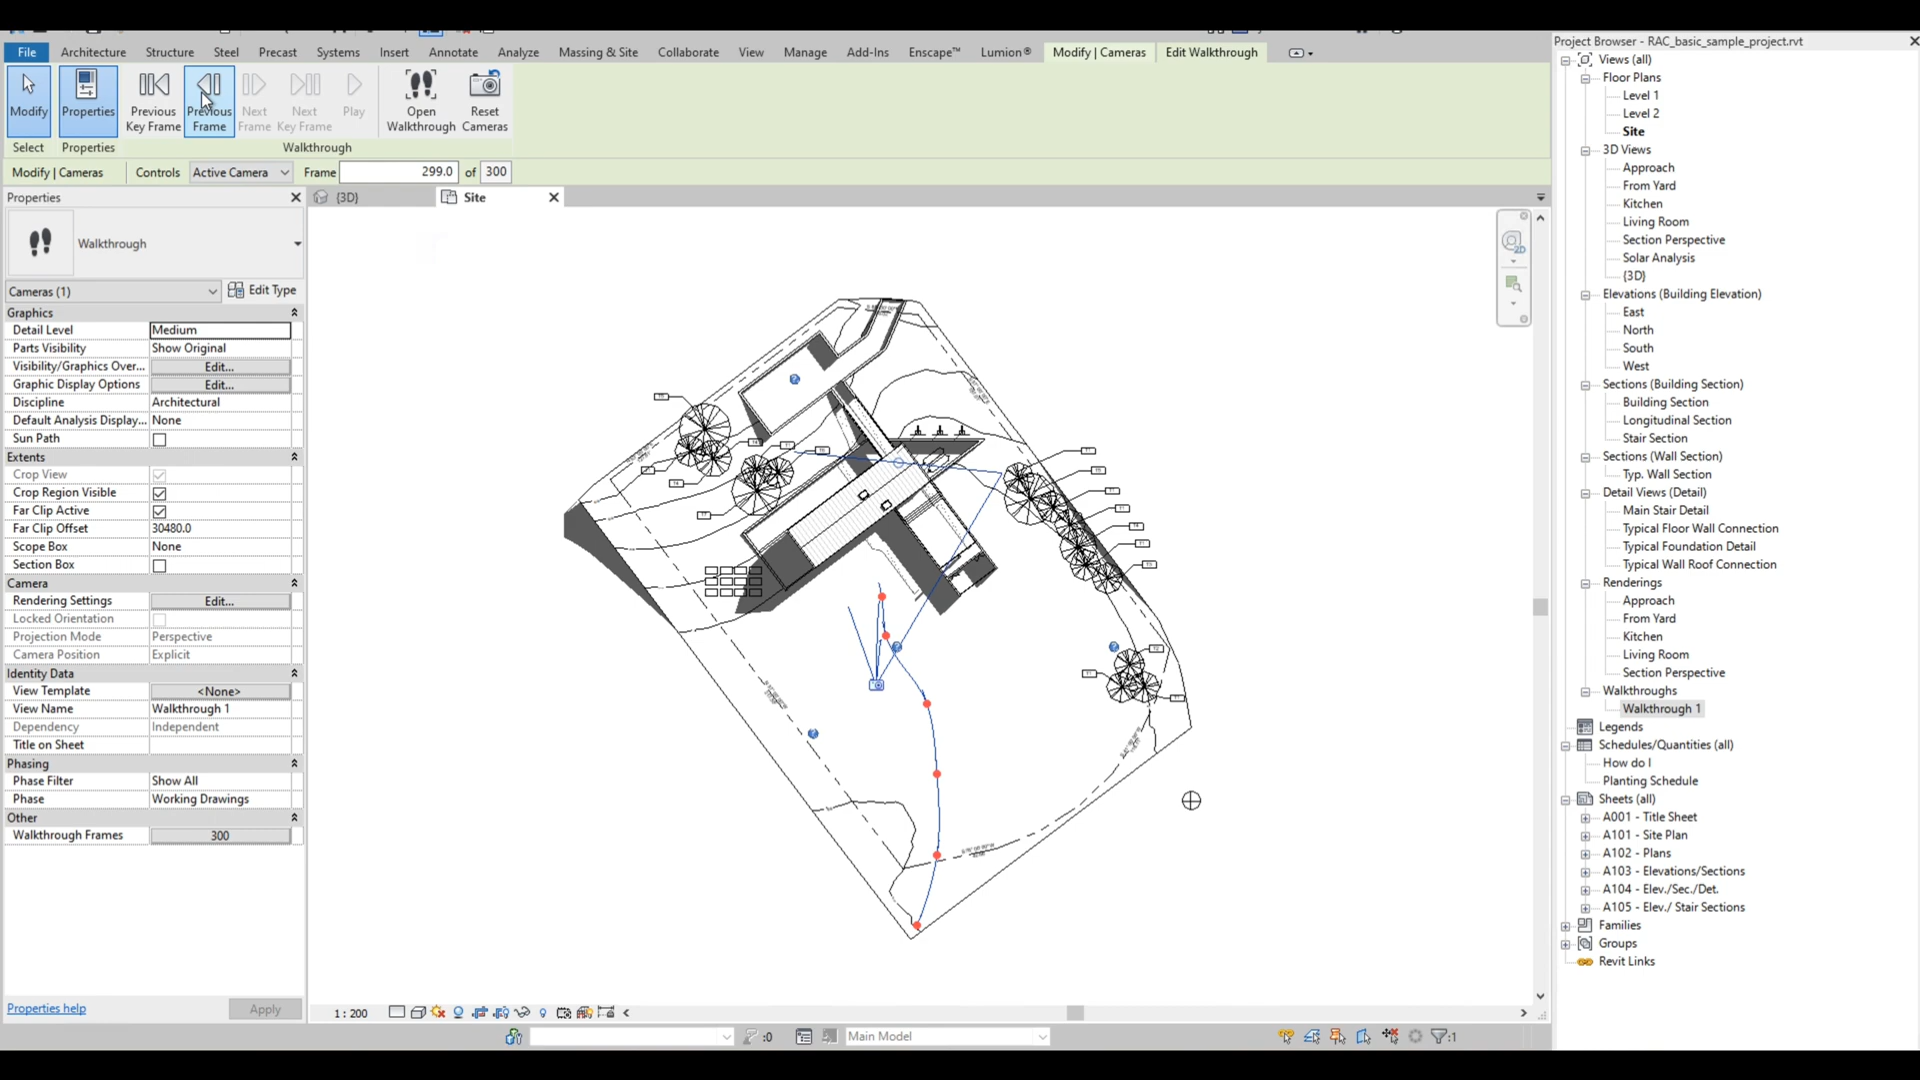 Project Browser - RAC_basic_sample_project.rvt
File Architecture Structure Steel Precast Systems Insert Annotate Analyze Massing & Site Collaborate View Manage Add-Ins Enscape™ Lumion® Modify | Cameras Edit Walkthrough
Modify Properties Previous Key Frame Previous Frame Next Frame Next Key Frame Play Open Walkthrough Reset Cameras
Select Properties Walkthrough
Modify | Cameras Controls Active Camera Frame 299.0 of 300
Properties
{3D} Site
Walkthrough
Cameras (1) Edit Type
Graphics
Detail Level Medium
Parts Visibility Show Original
Visibility/Graphics Over... Edit...
Graphic Display Options Edit...
Discipline Architectural
Default Analysis Display... None
Sun Path
Extents
Crop View
Crop Region Visible
Far Clip Active
Far Clip Offset 30480.0
Scope Box None
Section Box
Camera
Rendering Settings Edit...
Locked Orientation
Projection Mode Perspective
Camera Position Explicit
Identity Data
View Template <None>
View Name Walkthrough 1
Dependency Independent
Title on Sheet
Phasing
Phase Filter Show All
Phase Working Drawings
Other
Walkthrough Frames 300
Properties help Apply
2D
1 : 200
:0 Main Model :1
Views (all)
Floor Plans
Level 1
Level 2
Site
3D Views
Approach
From Yard
Kitchen
Living Room
Section Perspective
Solar Analysis
{3D}
Elevations (Building Elevation)
East
North
South
West
Sections (Building Section)
Building Section
Longitudinal Section
Stair Section
Sections (Wall Section)
Typ. Wall Section
Detail Views (Detail)
Main Stair Detail
Typical Floor Wall Connection
Typical Foundation Detail
Typical Wall Roof Connection
Renderings
Approach
From Yard
Kitchen
Living Room
Section Perspective
Walkthroughs
Walkthrough 1
Legends
Schedules/Quantities (all)
How do I
Planting Schedule
Sheets (all)
A001 - Title Sheet
A101 - Site Plan
A102 - Plans
A103 - Elevations/Sections
A104 - Elev./Sec./Det.
A105 - Elev./ Stair Sections
Families
Groups
Revit Links